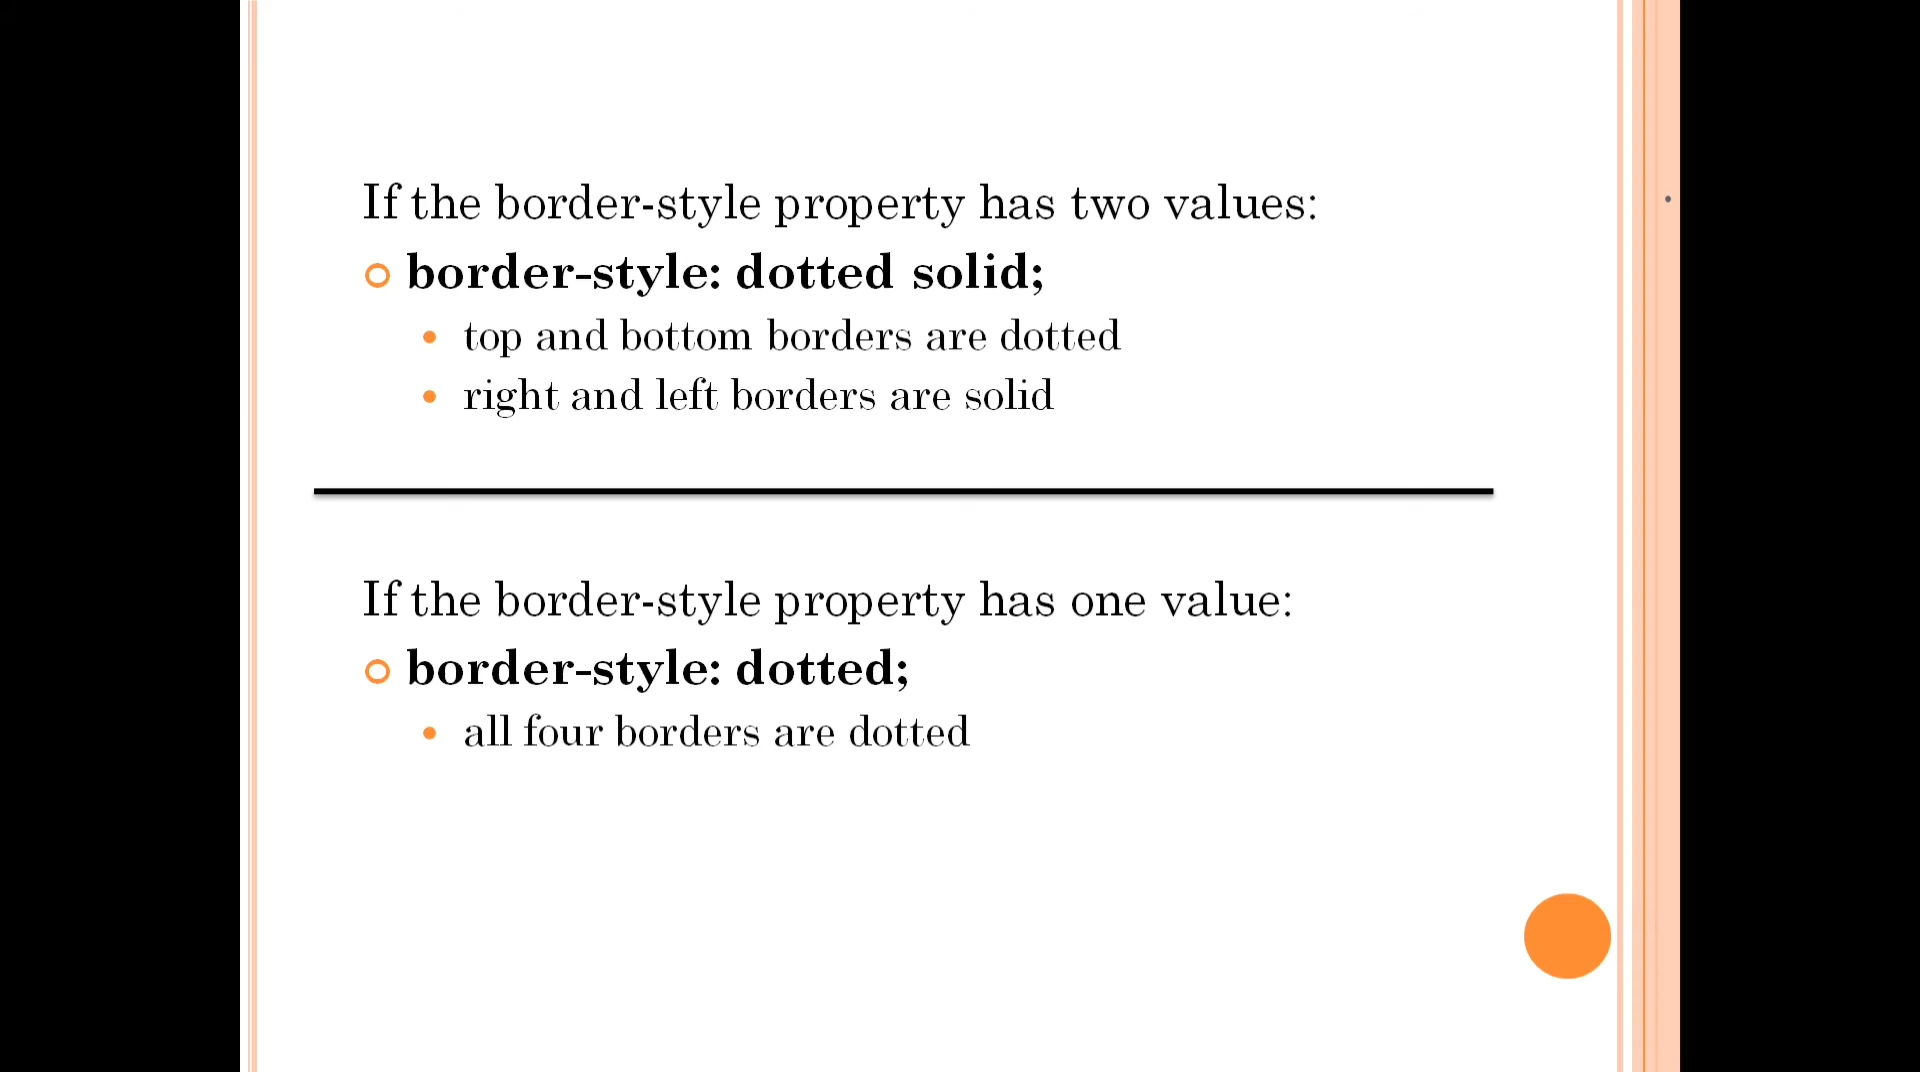 If the border-style property has two values:
border-style: dotted solid;
top and bottom borders are dotted
right and left borders are solid
If the border-style property has one value:
border-style: dotted;
all four borders are dotted